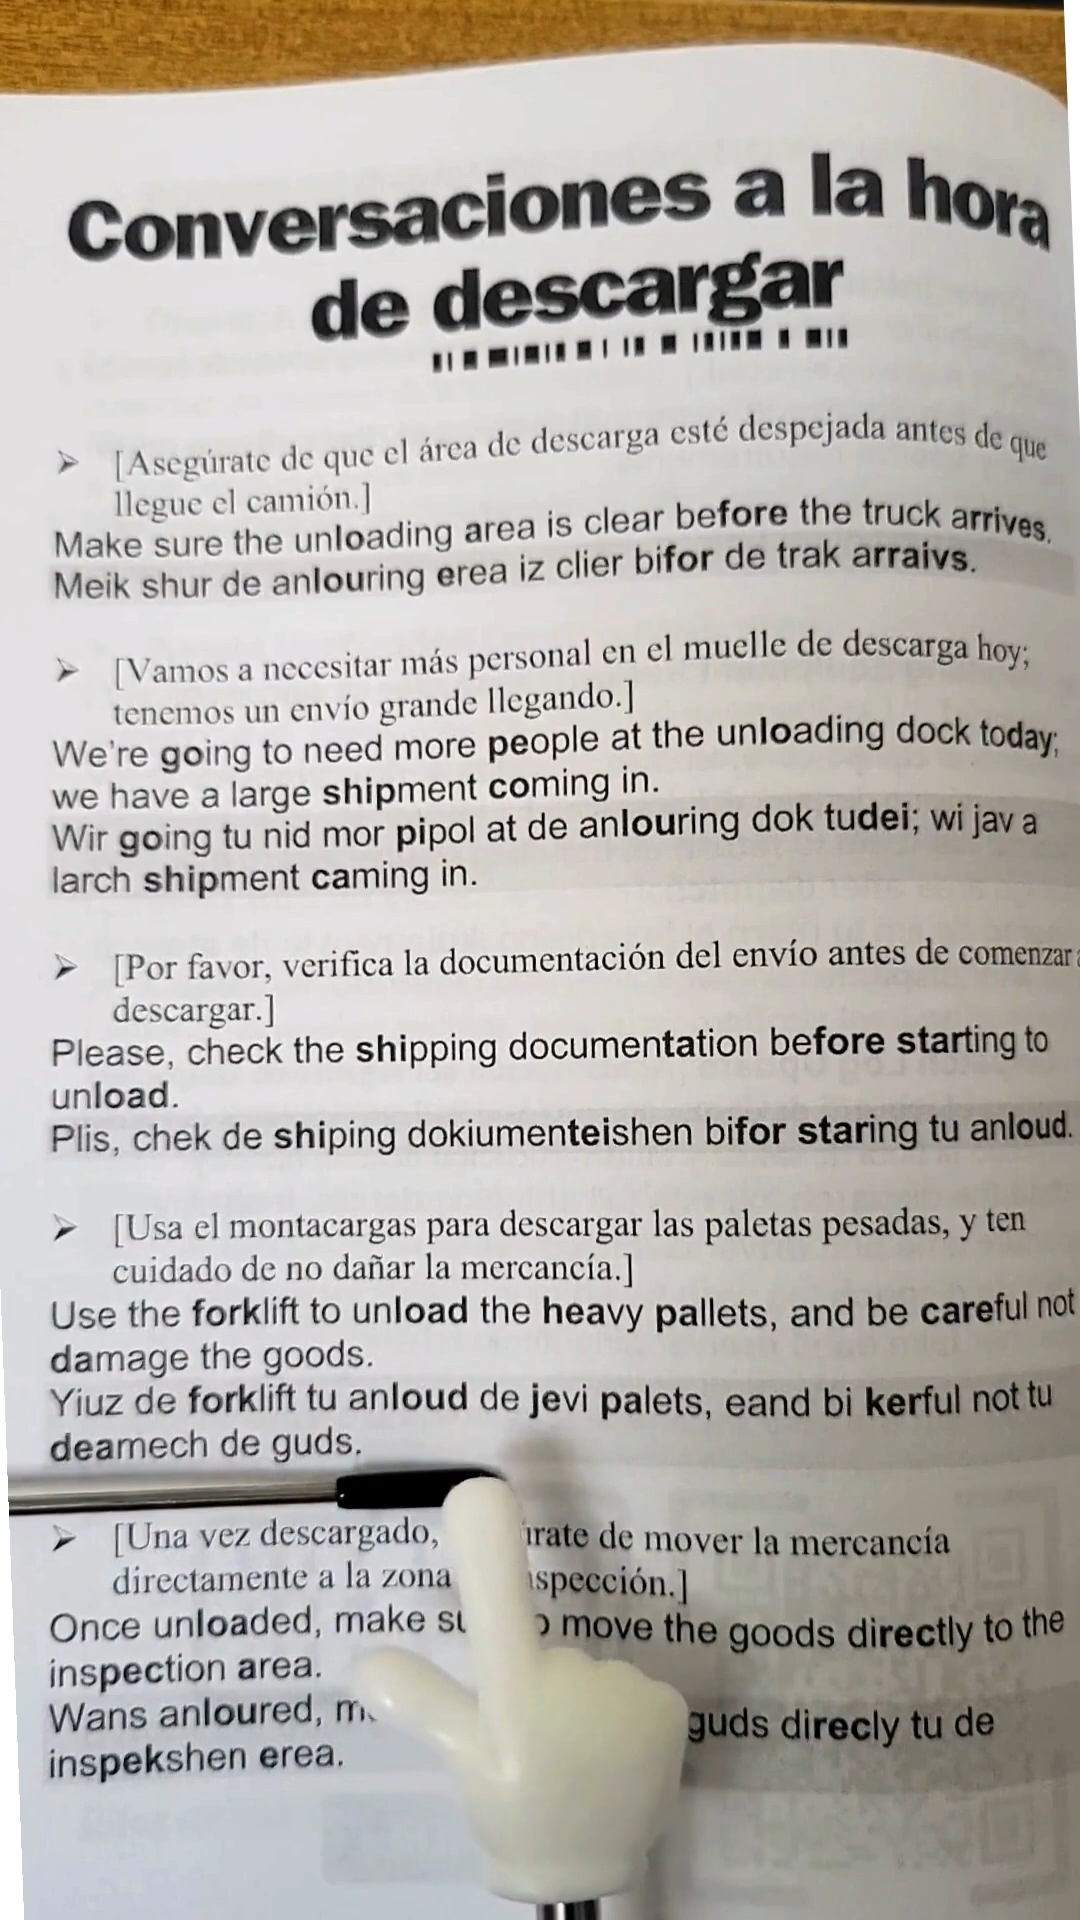 Conversaciones a la hora
de descargar
➢ [Asegúrate de que el área de descarga esté despejada antes de que
llegue el camión.]
Make sure the unloading area is clear before the truck arrives.
Meik shur de anlouring erea iz clier bifor de trak arraivs.
➢ [Vamos a necesitar más personal en el muelle de descarga hoy;
tenemos un envío grande llegando.]
We're going to need more people at the unloading dock today;
we have a large shipment coming in.
Wir going tu nid mor pipol at de anlouring dok tudei; wi jav a
larch shipment caming in.
➢ [Por favor, verifica la documentación del envío antes de comenzar a
descargar.]
Please, check the shipping documentation before starting to
unload.
Plis, chek de shiping dokiumenteishen bifor staring tu anloud.
➢ [Usa el montacargas para descargar las paletas pesadas, y ten
cuidado de no dañar la mercancía.]
Use the forklift to unload the heavy pallets, and be careful not
damage the goods.
Yiuz de forklift tu anloud de jevi palets, eand bi kerful not tu
deamech de guds.
➢ [Una vez descargado, de mover la mercancía
directamente a la zona
Once unloaded, make move the goods directly to the
inspection area.
Wans anloured, guds direcly tu de
inspekshen erea.